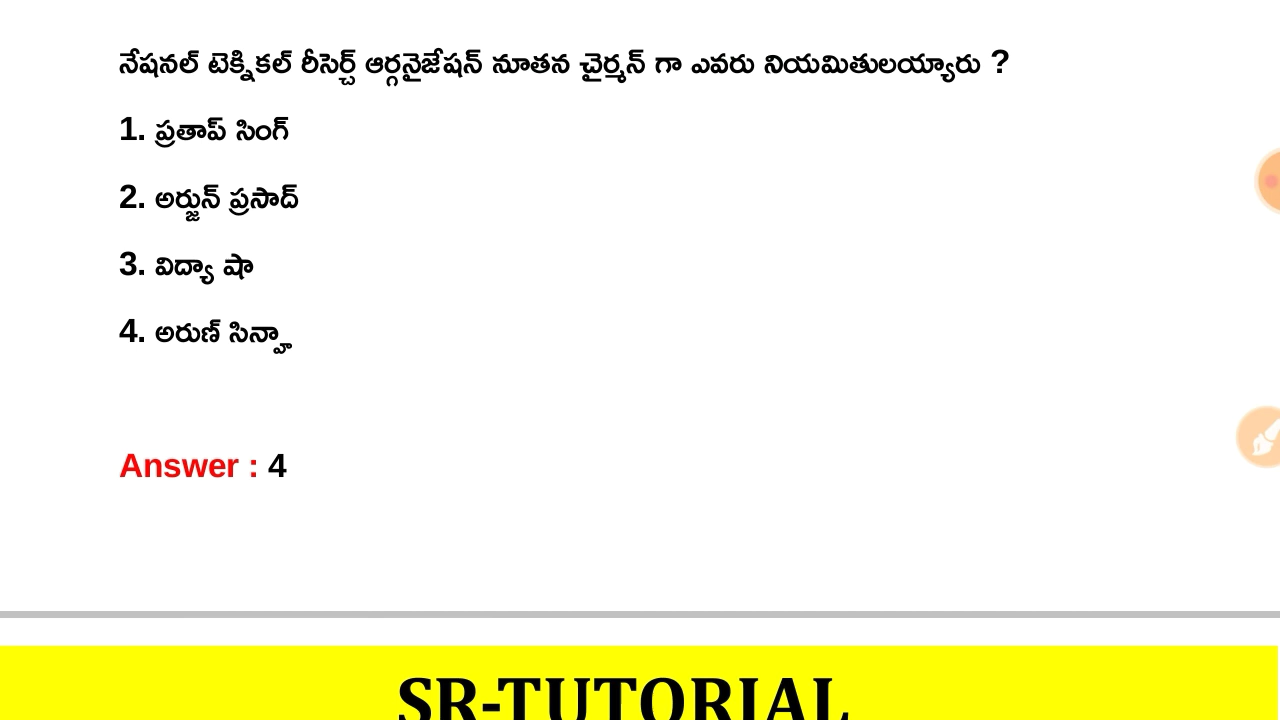 నేషనల్ టెక్నికల్ రీసెర్చ్ ఆర్గనైజేషన్ నూతన చైర్మన్ గా ఎవరు నియమితులయ్యారు ?
1. ప్రతాప్ సింగ్
2. అర్జున్ ప్రసాద్
3. విద్యా షా
4. అరుణ్ సిన్హా
Answer : 4
SR-TUTORIAL